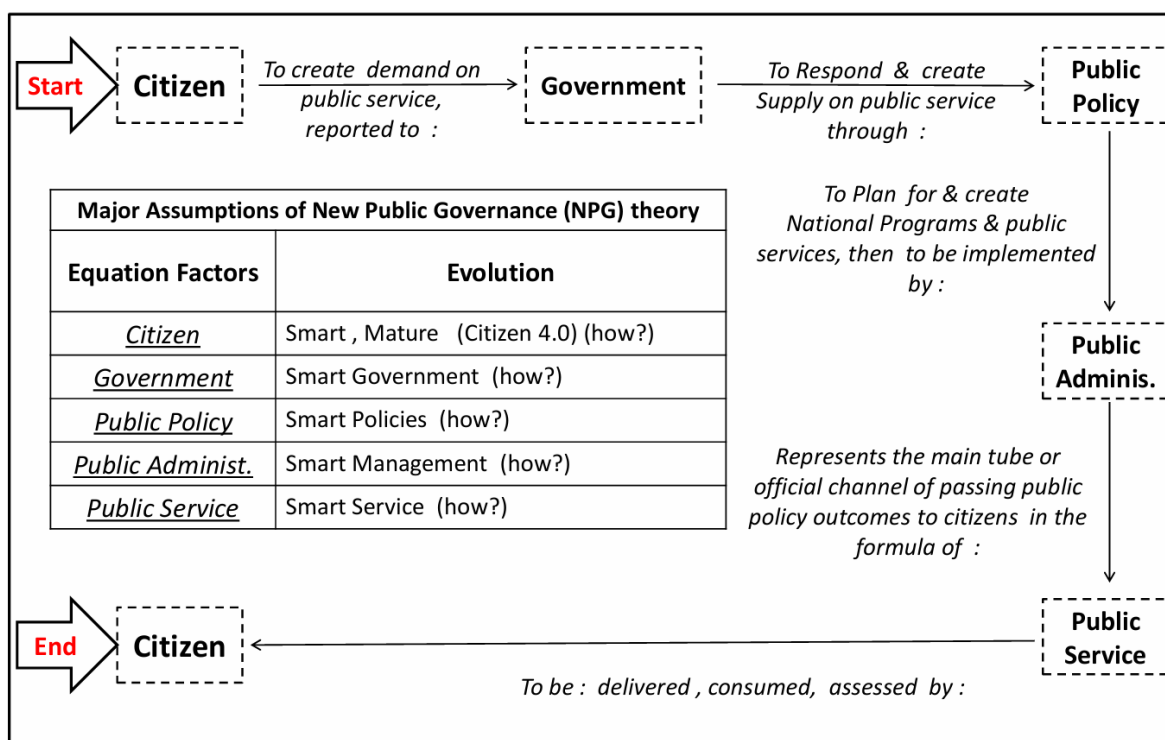 Start
Citizen
To create demand on
public service,
reported to :
Government
To Respond & create
Supply on public service
through :
Public
Policy
To Plan for & create
National Programs & public
services, then to be implemented
by :
Public
Adminis.
Major Assumptions of New Public Governance (NPG) theory
Equation Factors Evolution
Citizen Smart , Mature (Citizen 4.0) (how?)
Government Smart Government (how?)
Public Policy Smart Policies (how?)
Public Administ. Smart Management (how?)
Public Service Smart Service (how?)
Represents the main tube or
official channel of passing public
policy outcomes to citizens in the
formula of :
Public
Service
To be : delivered , consumed, assessed by :
End
Citizen